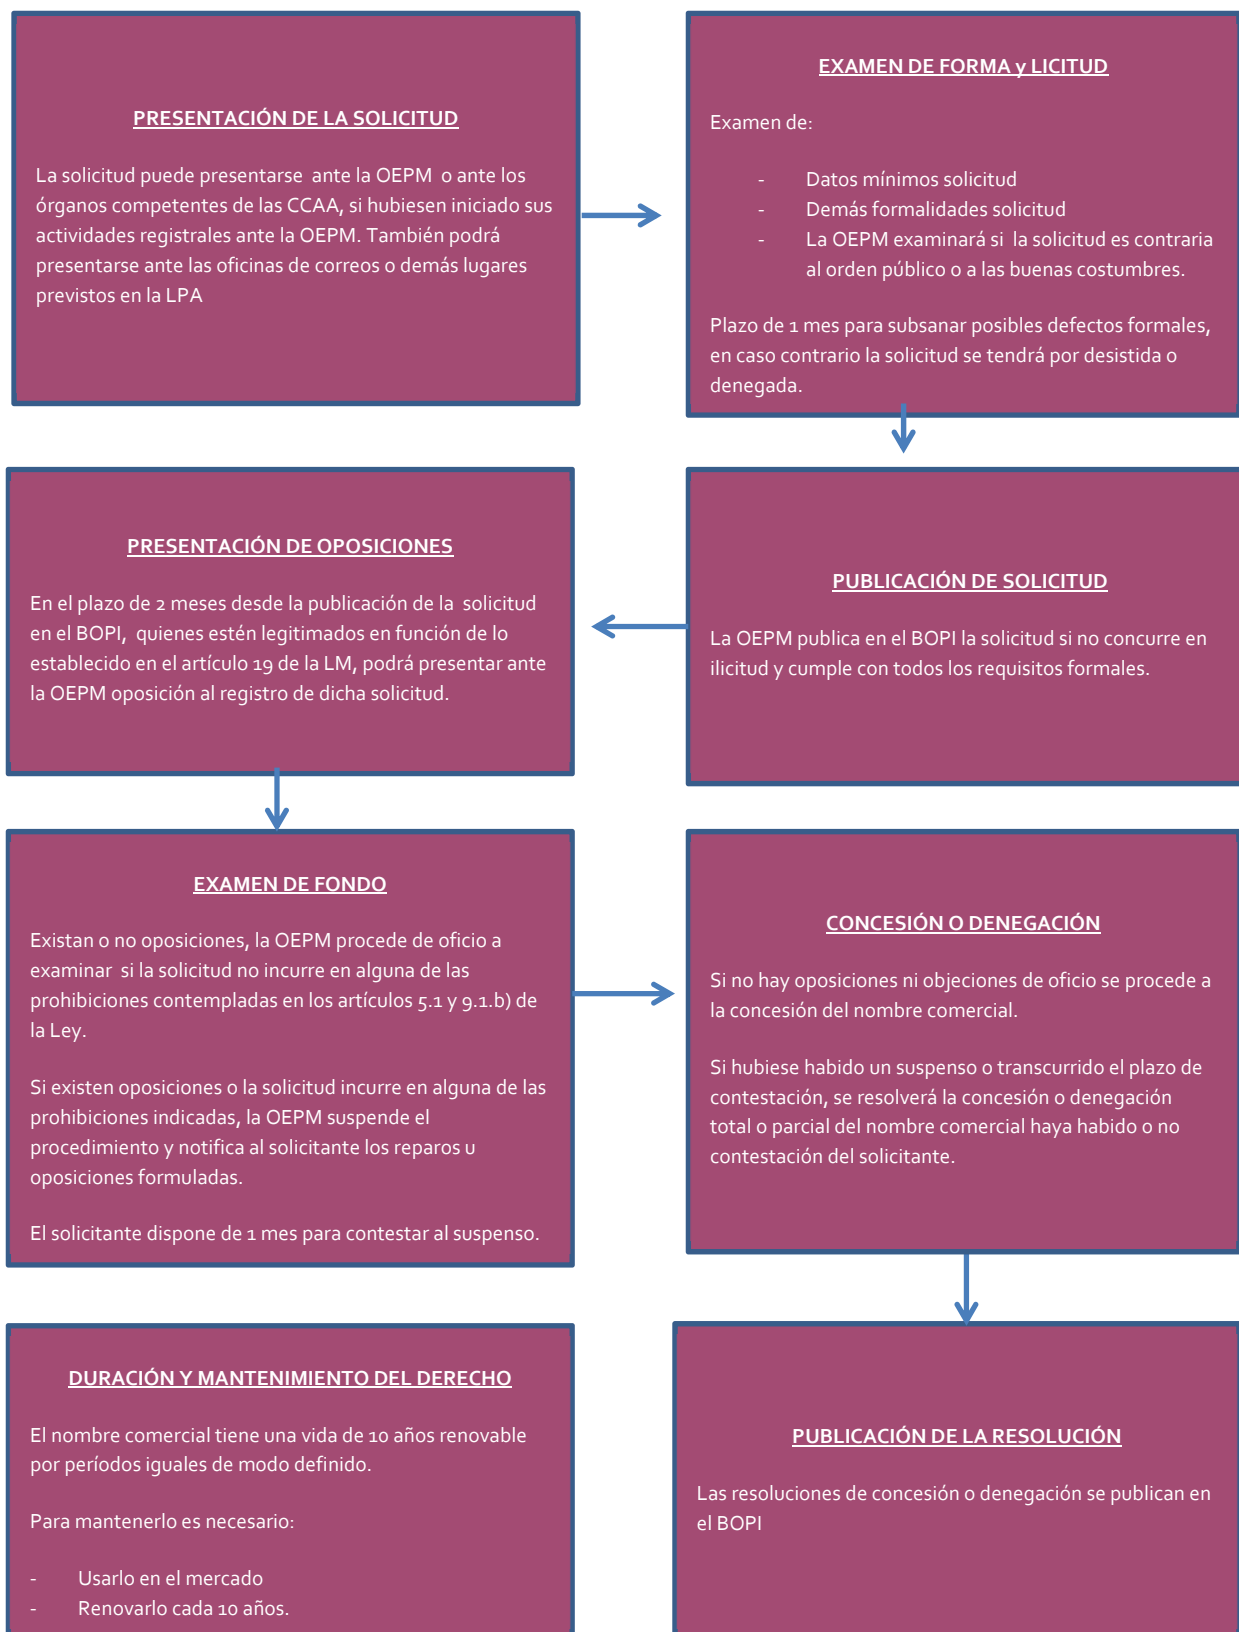 PRESENTACIÓN DE LA SOLICITUD
La solicitud puede presentarse ante la OEPM o ante los
órganos competentes de las CCAA, si hubiesen iniciado sus
actividades registrales ante la OEPM. También podrá
presentarse ante las oficinas de correos o demás lugares
previstos en la LPA
EXAMEN DE FORMA y LICITUD
Examen de:
- Datos mínimos solicitud
- Demás formalidades solicitud
- La OEPM examinará si la solicitud es contraria
al orden público o a las buenas costumbres.
Plazo de 1 mes para subsanar posibles defectos formales,
en caso contrario la solicitud se tendrá por desistida o
denegada.
PUBLICACIÓN DE SOLICITUD
La OEPM publica en el BOPI la solicitud si no concurre en
ilicitud y cumple con todos los requisitos formales.
PRESENTACIÓN DE OPOSICIONES
En el plazo de 2 meses desde la publicación de la solicitud
en el BOPI, quienes estén legitimados en función de lo
establecido en el artículo 19 de la LM, podrá presentar ante
la OEPM oposición al registro de dicha solicitud.
EXAMEN DE FONDO
Existan o no oposiciones, la OEPM procede de oficio a
examinar si la solicitud no incurre en alguna de las
prohibiciones contempladas en los artículos 5.1 y 9.1.b) de
la Ley.
Si existen oposiciones o la solicitud incurre en alguna de las
prohibiciones indicadas, la OEPM suspende el
procedimiento y notifica al solicitante los reparos u
oposiciones formuladas.
El solicitante dispone de 1 mes para contestar al suspenso.
CONCESIÓN O DENEGACIÓN
Si no hay oposiciones ni objeciones de oficio se procede a
la concesión del nombre comercial.
Si hubiese habido un suspenso o transcurrido el plazo de
contestación, se resolverá la concesión o denegación
total o parcial del nombre comercial haya habido o no
contestación del solicitante.
PUBLICACIÓN DE LA RESOLUCIÓN
Las resoluciones de concesión o denegación se publican en
el BOPI
DURACIÓN Y MANTENIMIENTO DEL DERECHO
El nombre comercial tiene una vida de 10 años renovable
por períodos iguales de modo definido.
Para mantenerlo es necesario:
- Usarlo en el mercado
- Renovarlo cada 10 años.